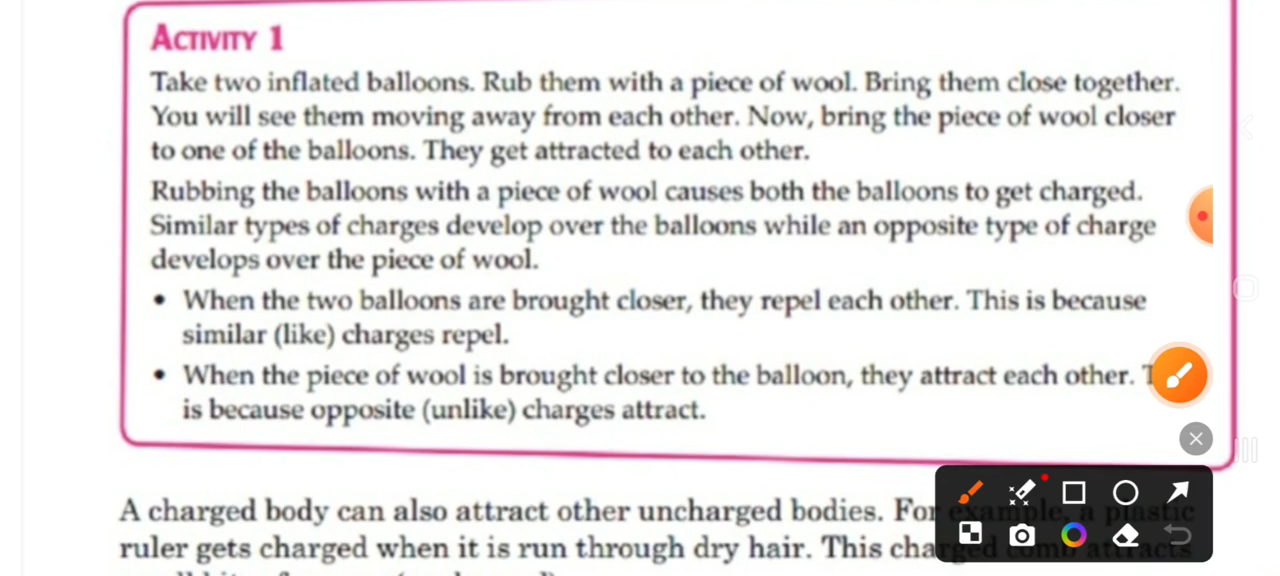 ACTIVITY 1
Take two inflated balloons. Rub them with a piece of wool. Bring them close together.
You will see them moving away from each other. Now, bring the piece of wool closer
to one of the balloons. They get attracted to each other.
Rubbing the balloons with a piece of wool causes both the balloons to get charged.
Similar types of charges develop over the balloons while an opposite type of charge
develops over the piece of wool.
• When the two balloons are brought closer, they repel each other. This is because
similar (like) charges repel.
• When the piece of wool is brought closer to the balloon, they attract each other.
is because opposite (unlike) charges attract.
A charged body can also attract other uncharged bodies. For example, a plastic
ruler gets charged when it is run through dry hair. This charged comb attracts